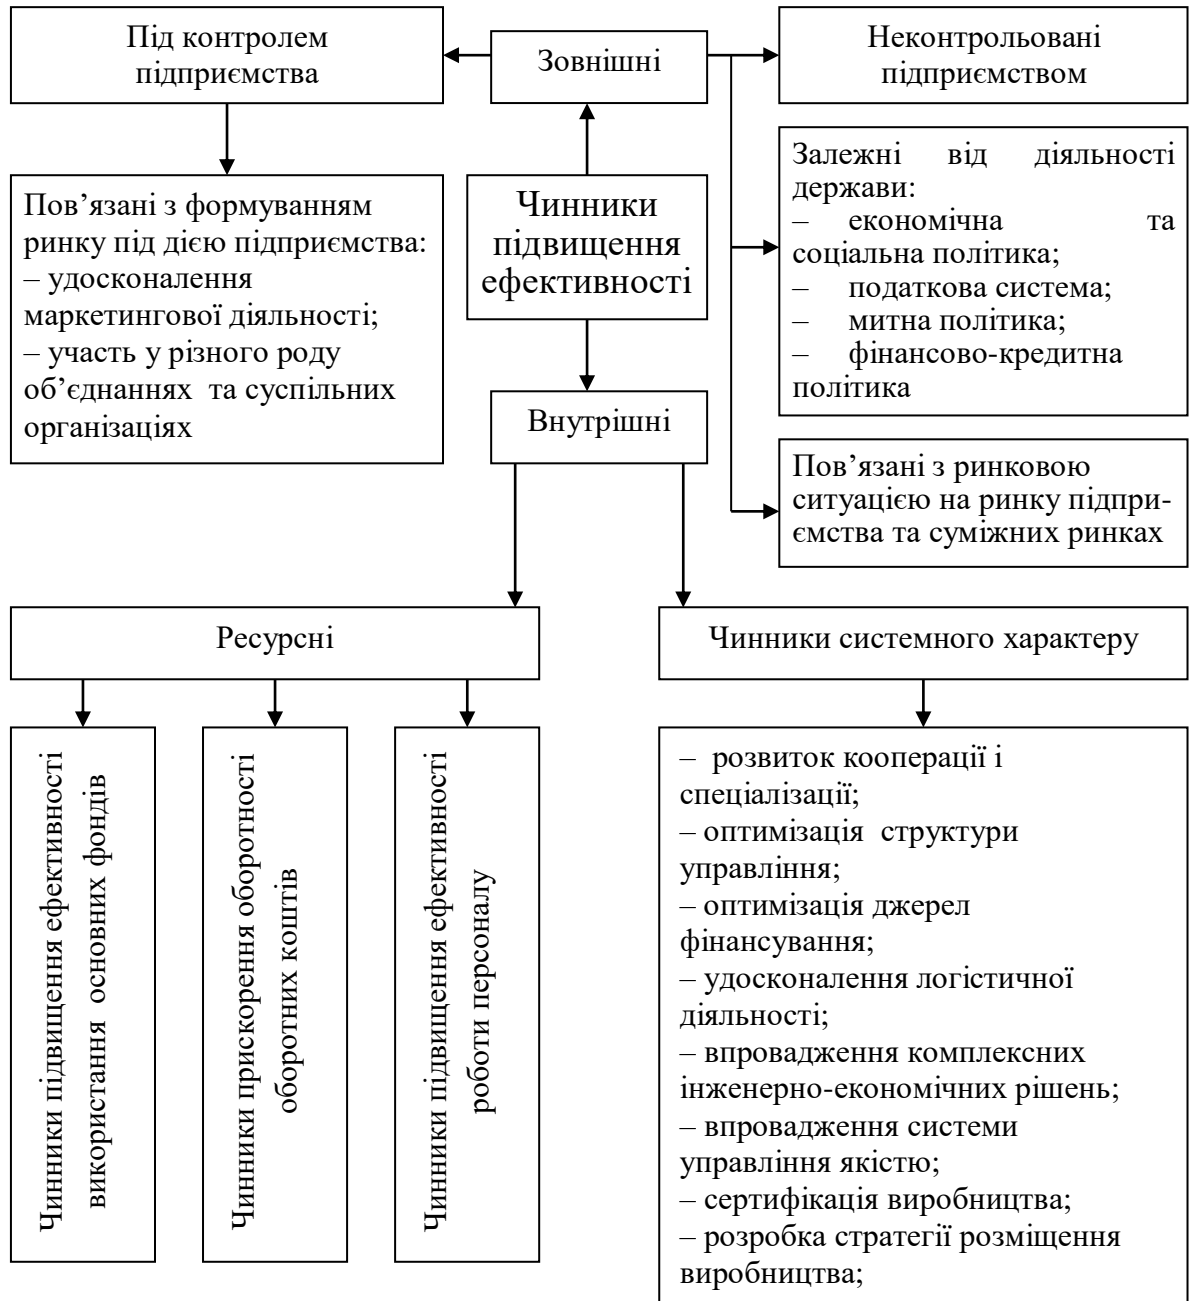 Під контролем
підприємства
Зовнішні
Неконтрольовані
підприємством
Пов’язані з формуванням
ринку під дією підприємства:
– удосконалення
маркетингової діяльності;
– участь у різного роду
об’єднаннях та суспільних
організаціях
Чинники
підвищення
ефективності
Залежні від діяльності
держави:
– економічна та
соціальна політика;
– податкова система;
– митна політика;
– фінансово-кредитна
політика
Внутрішні
Пов’язані з ринковою
ситуацією на ринку підпри-
ємства та суміжних ринках
Ресурсні
Чинники системного характеру
Чинники підвищення ефективності
використання основних фондів
Чинники прискорення оборотності
оборотних коштів
Чинники підвищення ефективності
роботи персоналу
– розвиток кооперації і
спеціалізації;
– оптимізація структури
управління;
– оптимізація джерел
фінансування;
– удосконалення логістичної
діяльності;
– впровадження комплексних
інженерно-економічних рішень;
– впровадження системи
управління якістю;
– сертифікація виробництва;
– розробка стратегії розміщення
виробництва;